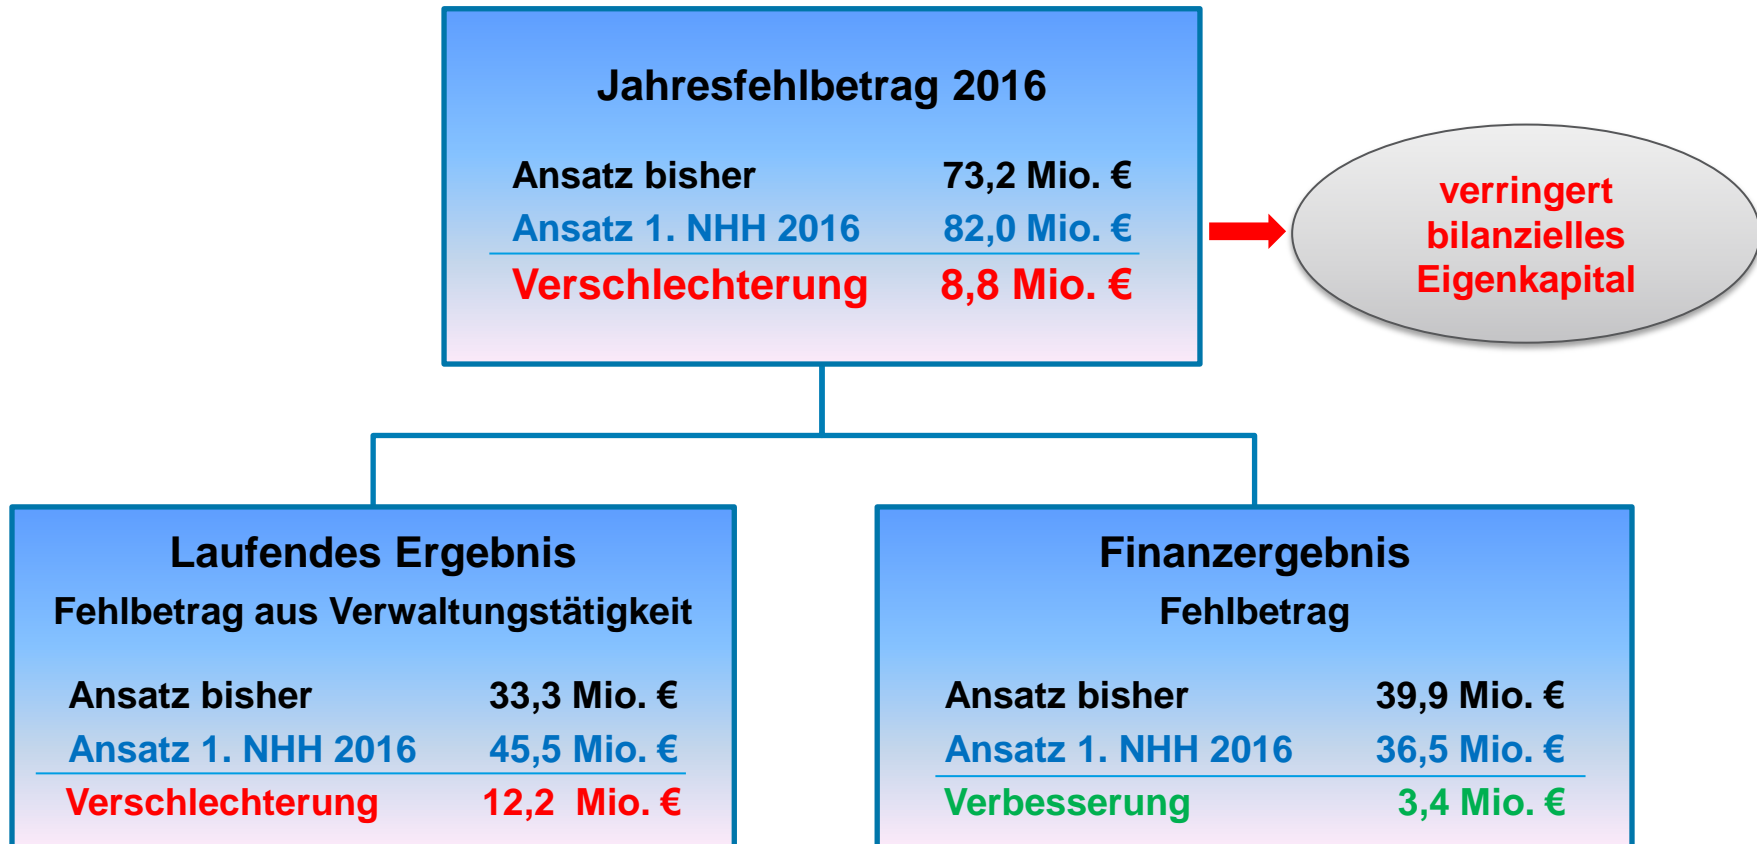 Jahresfehlbetrag 2016
Ansatz bisher 73,2 Mio. €
Ansatz 1. NHH 2016 82,0 Mio. €
Verschlechterung 8,8 Mio. €
verringert
bilanzielles
Eigenkapital
Laufendes Ergebnis
Fehlbetrag aus Verwaltungstätigkeit
Ansatz bisher 33,3 Mio. €
Ansatz 1. NHH 2016 45,5 Mio. €
Verschlechterung 12,2 Mio. €
Finanzergebnis
Fehlbetrag
Ansatz bisher 39,9 Mio. €
Ansatz 1. NHH 2016 36,5 Mio. €
Verbesserung 3,4 Mio. €